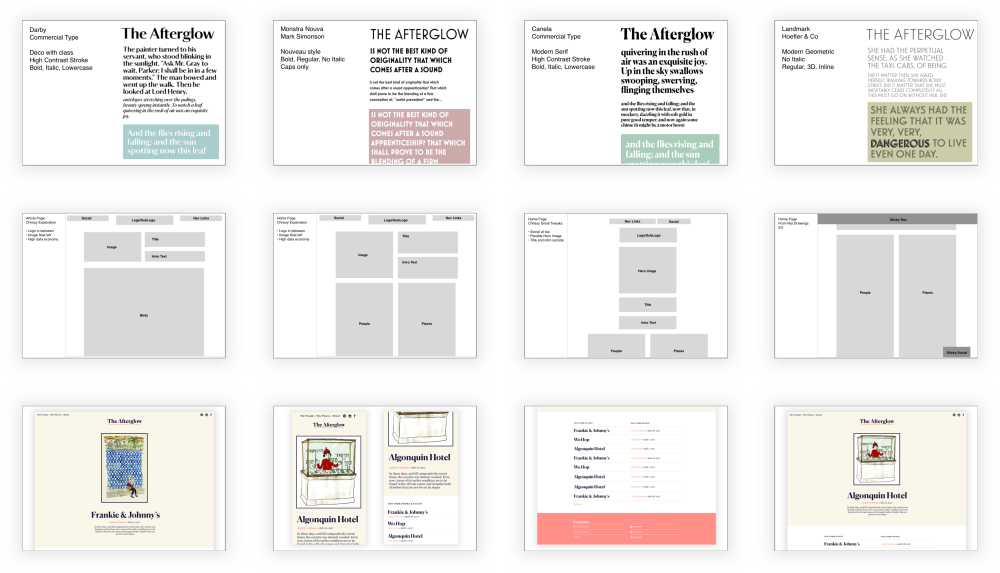 Darby
Commercial Type
Deco with class
High Contrast Stroke
Bold, Italic, Lowercase
The Afterglow
The painter turned to his
servant, who stood blinking in
the sunlight. "Ask Mr. Gray to
wait, Parker: I shall be in in a few
moments." The man bowed and
went up the walk. Then he
looked at Lord Henry.
antelopes stretching over the pulings,
beauty sprang instantly. To watch a leaf
quivering in the rush of air was an exquisite
joy.
And the flies rising and
falling; and the sun
spotting now this leaf
Monstra Nouva
Mark Simonson
Nouveau style
Bold, Regular, No Italic
Caps only
THE AFTERGLOW
IS NOT THE BEST KIND OF
ORIGINALITY THAT WHICH
COMES AFTER A SOUND
is not the best kind of originality that which
comes after a sound apprenticeship? that which
shall prove to be the blending of a firm
conception of, "useful precedent" and the...
IS NOT THE BEST KIND OF
ORIGINALITY THAT WHICH
COMES AFTER A SOUND
APPRENTICESHIP? THAT WHICH
SHALL PROVE TO BE THE
BLENDING OF A FIRM
Canela
Commercial Type
Modern Serif
High Contrast Stroke
Bold, Italic, Lowercase
The Afterglow
quivering in the rush of
air was an exquisite joy.
Up in the sky swallows
swooping, swerving,
flinging themselves
and the flies rising and falling; and the sun
spotting now this leaf, now that, in
mockery, dazzling it with soft gold in
pure good temper; and now again some
chime (it might be a motor horn)
and the flies rising and
falling; and the sun
Landmark
Hoefler & Co
Modern Geometric
No Italic
Regular, 3D, Inline
THE AFTERGLOW
SHE HAD THE PERPETUAL
SENSE, AS SHE WATCHED
THE TAXI CABS, OF BEING
DID IT MATTER THEN, SHE ASKED
HERSELF, WALKING TOWARDS BOND
STREET, DID IT MATTER THAT SHE MUST
INEVITABLY CEASE COMPLETELY? ALL
THIS MUST GO ON WITHOUT HER; DID
SHE ALWAYS HAD THE
FEELING THAT IT WAS
VERY, VERY,
DANGEROUS TO LIVE
EVEN ONE DAY.
Article Page
Chrissy Exploration
• Logo in between
• Image first left
• High data economy
Social
Logo/SubLogo
Nav Links
Image
Title
Intro Text
Body
Home Page
Chrissy Exploration
• Logo in between
• Image first left
• High data economy
Social
Logo/SubLogo
Nav Links
Image
Title
Intro Text
People
Places
Home Page
Chrissy Small Tweaks
• Social at top
• Flexible Hero image
• Title and intro outside
Nav Links
Social
Logo/SubLogo
Hero Image
Title
Intro Text
People
Places
Home Page
From Nat Drawings
2.0
Sticky Nav
People
Places
Sticky Social
The Afterglow
Frankie & Johnny's
The Afterglow
Algonquin Hotel
Algonquin Hotel
Frankie & Johnny's
Wo Hop
Algonquin Hotel
Frankie & Johnny's
Wo Hop
Algonquin Hotel
Frankie & Johnny's
Wo Hop
Algonquin Hotel
Algonquin Hotel
Frankie & Johnny's
The Afterglow
Algonquin Hotel
Frankie & Johnny's